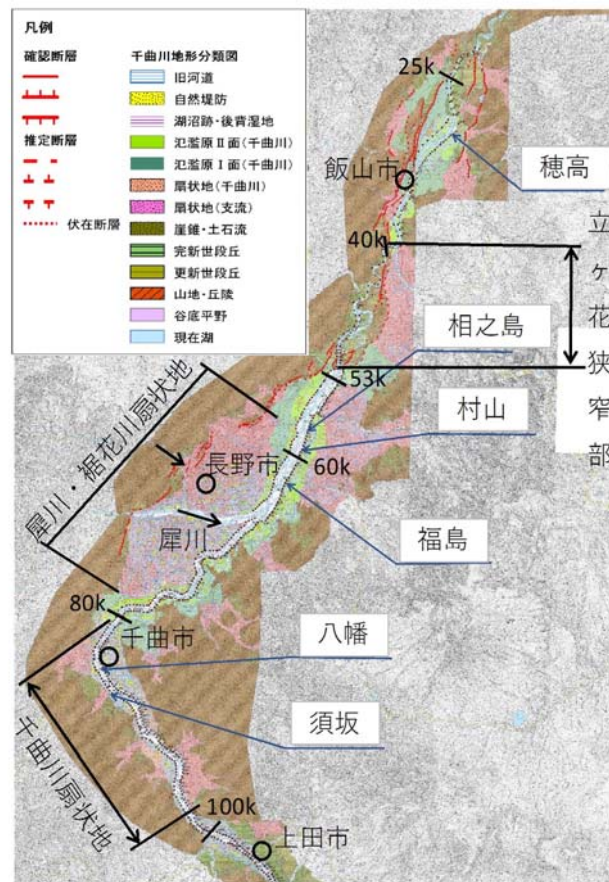 凡例
確認断層
推定断層
伏在断層
千曲川地形分類図
旧河道
自然堤防
湖沼跡・後背湿地
氾濫原Ⅱ面(千曲川)
氾濫原Ⅰ面(千曲川)
扇状地(千曲川)
扇状地(支流)
崖錐・土石流
完新世段丘
更新世段丘
山地・丘陵
谷底平野
現在湖
25k
飯山市
穂高
40k
立ヶ花狭窄部
相之島
53k
村山
犀川・裾花川扇状地
長野市
60k
犀川
福島
80k
千曲市
八幡
須坂
千曲川扇状地
100k
上田市